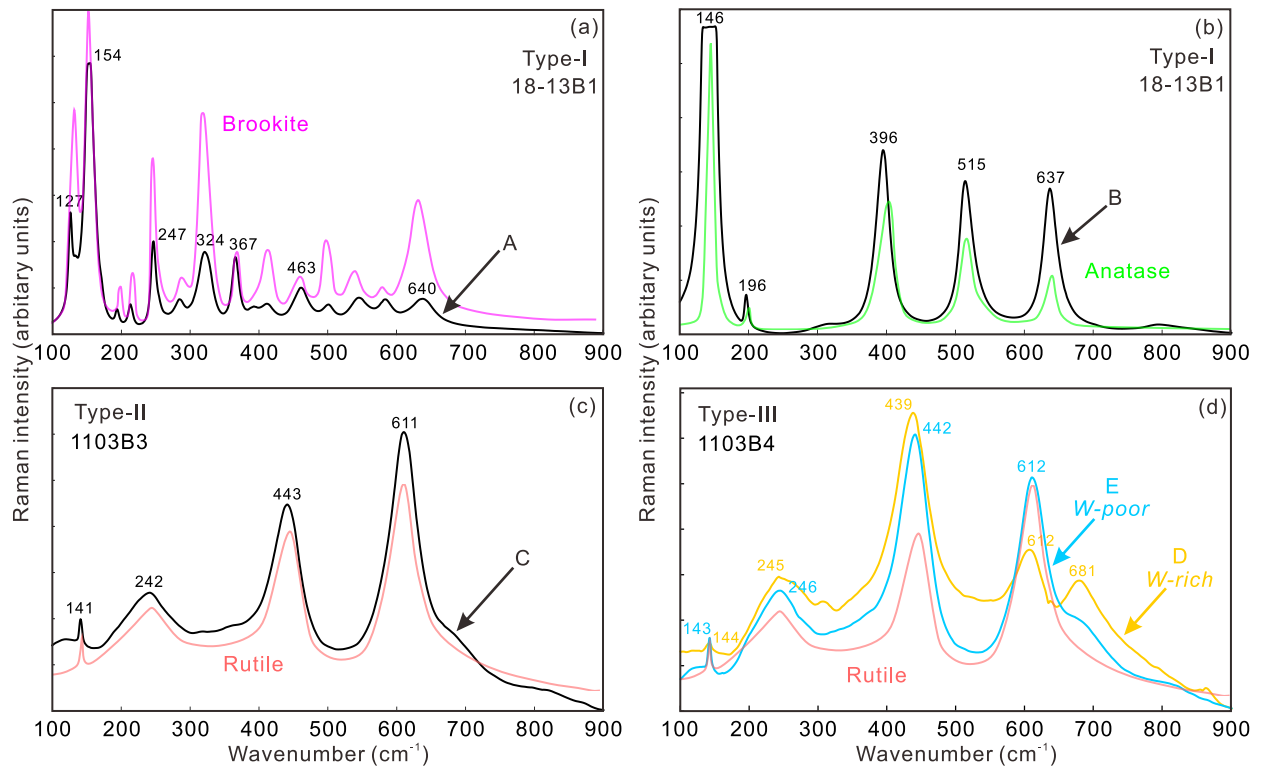 (a)
154
Type-I
18-13B1
Brookite
127
247
324
367
463
640
A
100 200 300 400 500 600 700 800 900
(b)
146
Type-I
18-13B1
396
515
637
B
196
Anatase
100 200 300 400 500 600 700 800 900
Raman intensity (arbitary units)
Raman intensity (arbitary units)
(c)
Type-II
1103B3
611
443
242
141
C
Rutile
100 200 300 400 500 600 700 800 900
Wavenumber (cm-1)
(d)
Type-III
1103B4
439
442
612
E
W-poor
612
D
W-rich
681
245
246
143
144
Rutile
100 200 300 400 500 600 700 800 900
Wavenumber (cm-1)